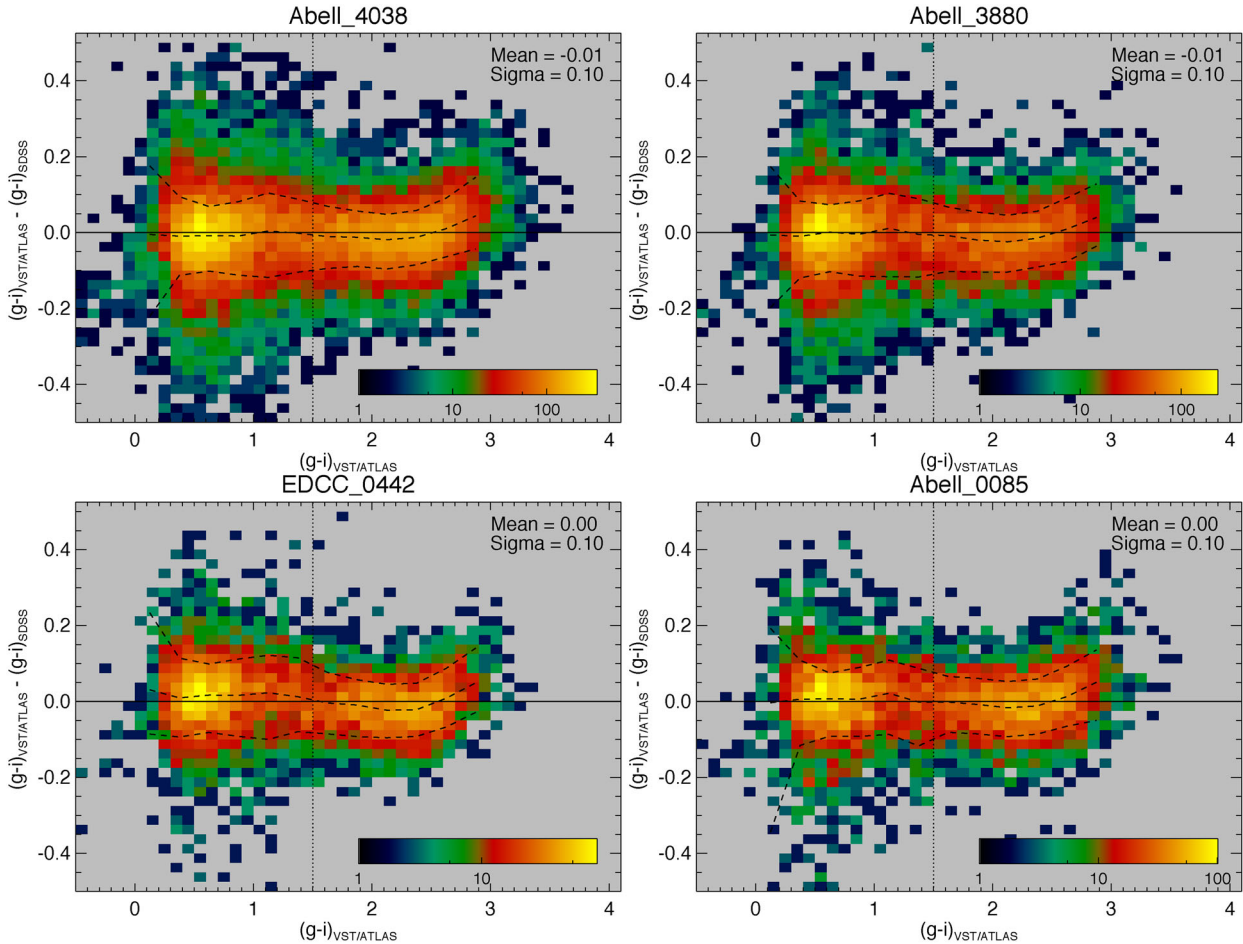 Abell_4038
Mean = -0.01
Sigma = 0.10
0.4
0.2
0.0
-0.2
-0.4
(g-i)VST/ATLAS - (g-i)SDSS
1 10 100
0 1 2 3 4
(g-i)VST/ATLAS
Abell_3880
Mean = -0.01
Sigma = 0.10
0.4
0.2
0.0
-0.2
-0.4
(g-i)VST/ATLAS - (g-i)SDSS
1 10 100
0 1 2 3 4
(g-i)VST/ATLAS
EDCC_0442
Mean = 0.00
Sigma = 0.10
0.4
0.2
0.0
-0.2
-0.4
(g-i)VST/ATLAS - (g-i)SDSS
1 10
0 1 2 3 4
(g-i)VST/ATLAS
Abell_0085
Mean = 0.00
Sigma = 0.10
0.4
0.2
0.0
-0.2
-0.4
(g-i)VST/ATLAS - (g-i)SDSS
1 10 100
0 1 2 3 4
(g-i)VST/ATLAS